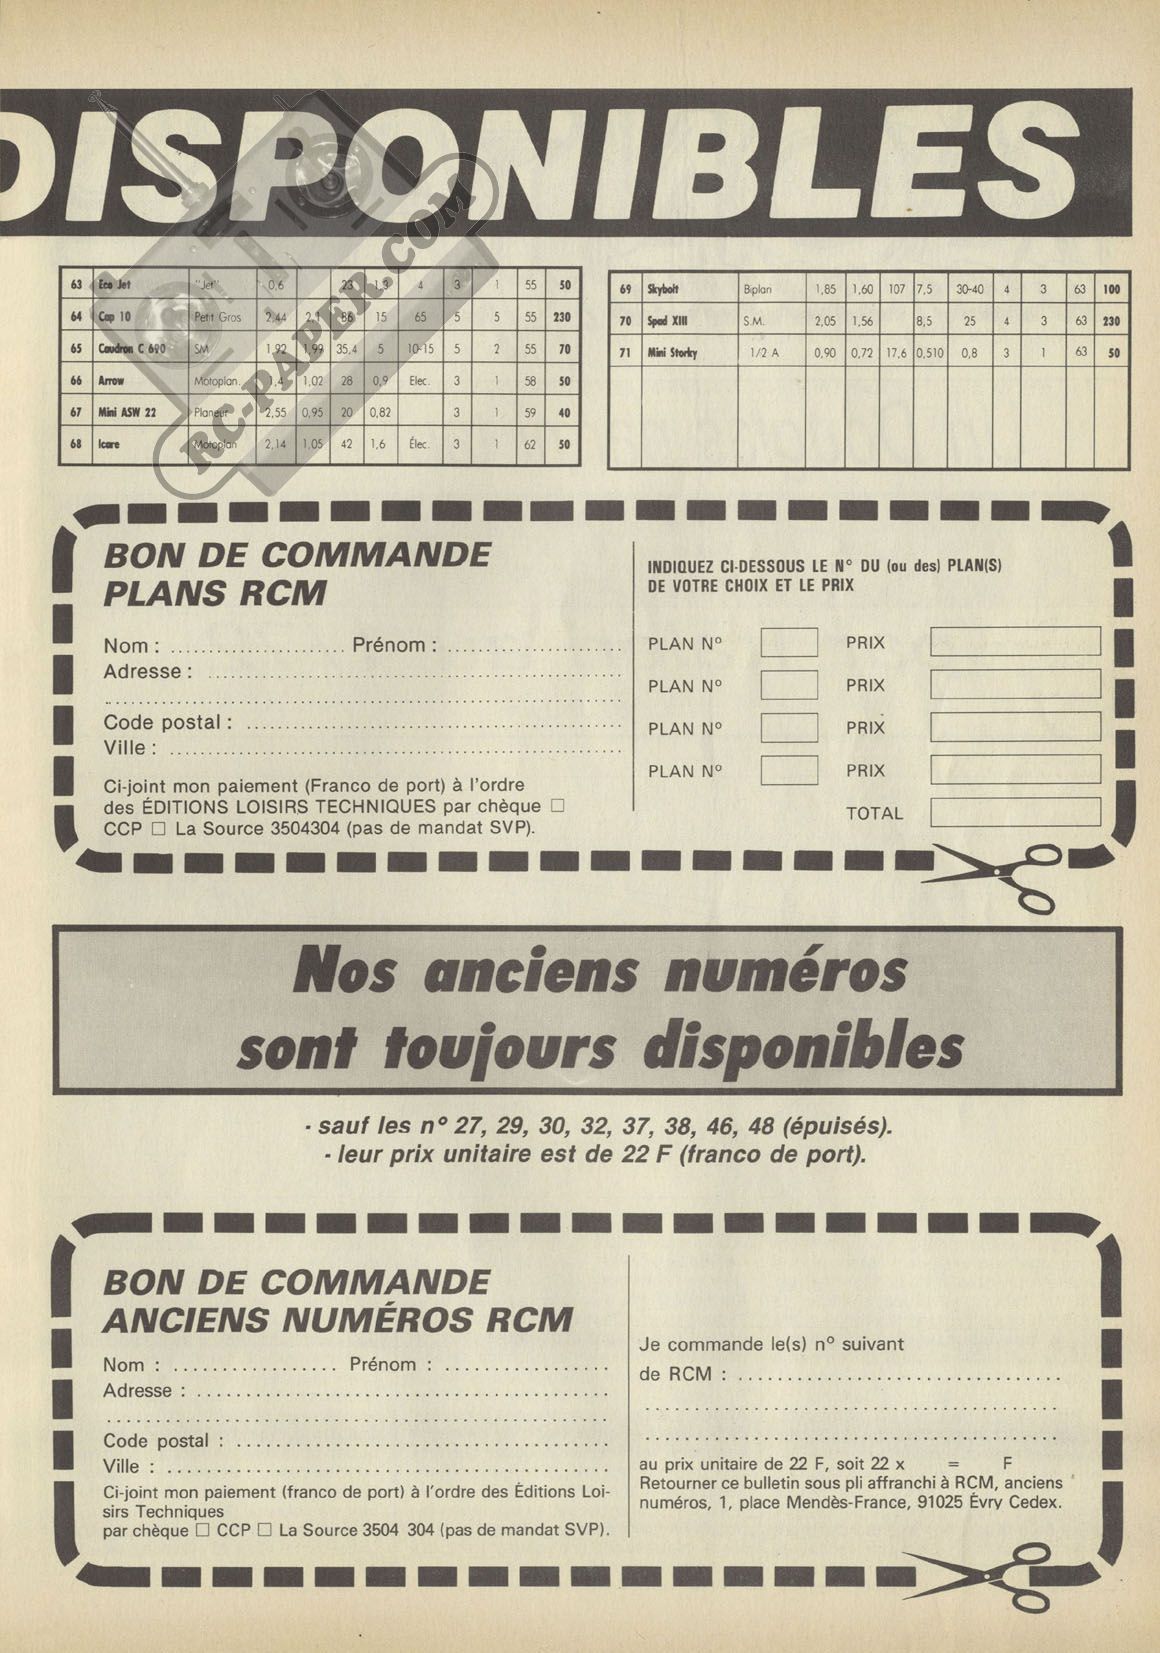 DISPONIBLES
RC-PAPER.COM
63 Eco Jet "Jet" 0,6 23 1,3 4 3 1 55 50
64 Cap 10 Petit Gros 2,44 2,1 86 15 65 5 5 55 230
65 Caudron C 690 SM 1,92 1,99 35,4 5 10-15 5 2 55 70
66 Arrow Motoplan. 1,4 1,02 28 0,9 Elec. 3 1 58 50
67 Mini ASW 22 Planeur 2,55 0,95 20 0,82 3 1 59 40
68 Icare Motoplan 2,14 1,05 42 1,6 Élec. 3 1 62 50
69 Skybolt Biplan 1,85 1,60 107 7,5 30-40 4 3 63 100
70 Spad XIII S.M. 2,05 1,56 8,5 25 4 3 63 230
71 Mini Storky 1/2 A 0,90 0,72 17,6 0,510 0,8 3 1 63 50
BON DE COMMANDE
PLANS RCM
Nom : ...................... Prénom : ......................
Adresse : ....................................................
....................................................
Code postal : ....................................................
Ville : ....................................................
Ci-joint mon paiement (Franco de port) à l'ordre
des ÉDITIONS LOISIRS TECHNIQUES par chèque □
CCP □ La Source 3504304 (pas de mandat SVP).
INDIQUEZ CI-DESSOUS LE N° DU (ou des) PLAN(S)
DE VOTRE CHOIX ET LE PRIX
PLAN N° PRIX
PLAN N° PRIX
PLAN N° PRIX
PLAN N° PRIX
TOTAL
Nos anciens numéros
sont toujours disponibles
- sauf les n° 27, 29, 30, 32, 37, 38, 46, 48 (épuisés).
- leur prix unitaire est de 22 F (franco de port).
BON DE COMMANDE
ANCIENS NUMÉROS RCM
Nom : ................. Prénom : .................
Adresse : ..........................................
..........................................
Code postal : ......................................
Ville : ............................................
Ci-joint mon paiement (franco de port) à l'ordre des Éditions Loi-
sirs Techniques
par chèque □ CCP □ La Source 3504 304 (pas de mandat SVP).
Je commande le(s) n° suivant
de RCM : .................................
..........................................
..........................................
au prix unitaire de 22 F, soit 22 x = F
Retourner ce bulletin sous pli affranchi à RCM, anciens
numéros, 1, place Mendès-France, 91025 Évry Cedex.